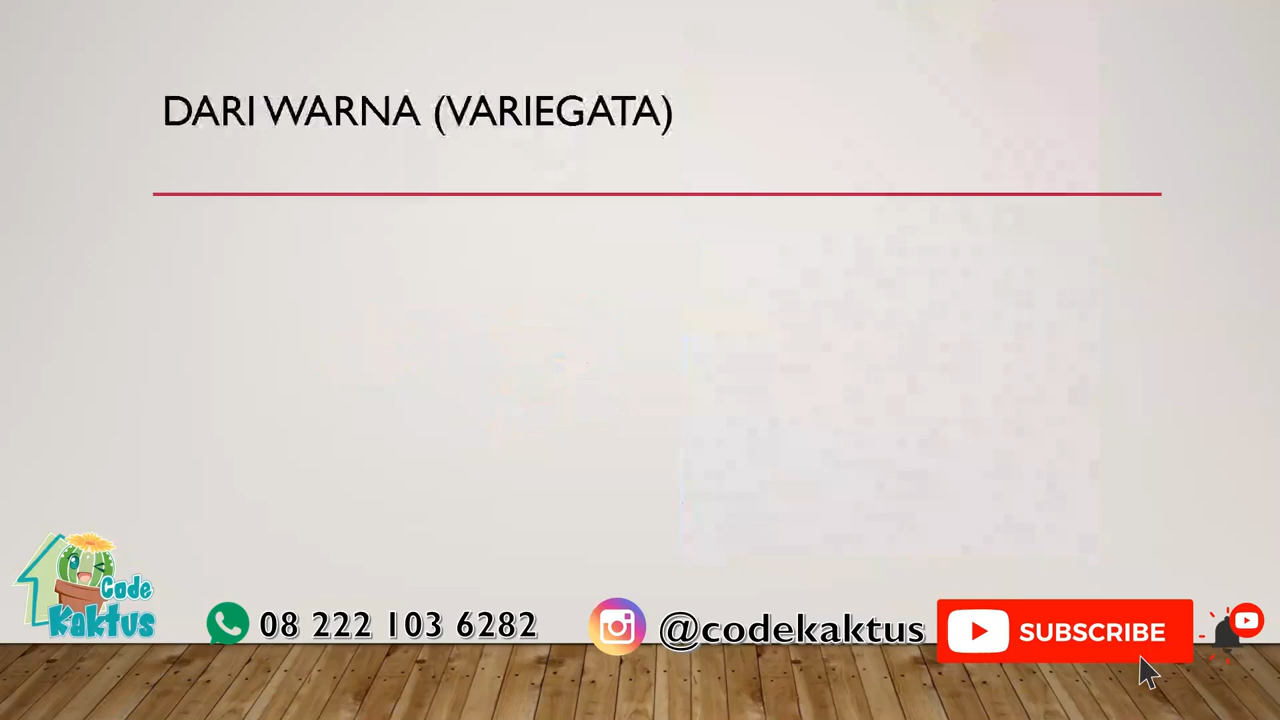 DARI WARNA (VARIEGATA)
Code
Kaktus
08 222 103 6282
@codekaktus
SUBSCRIBE